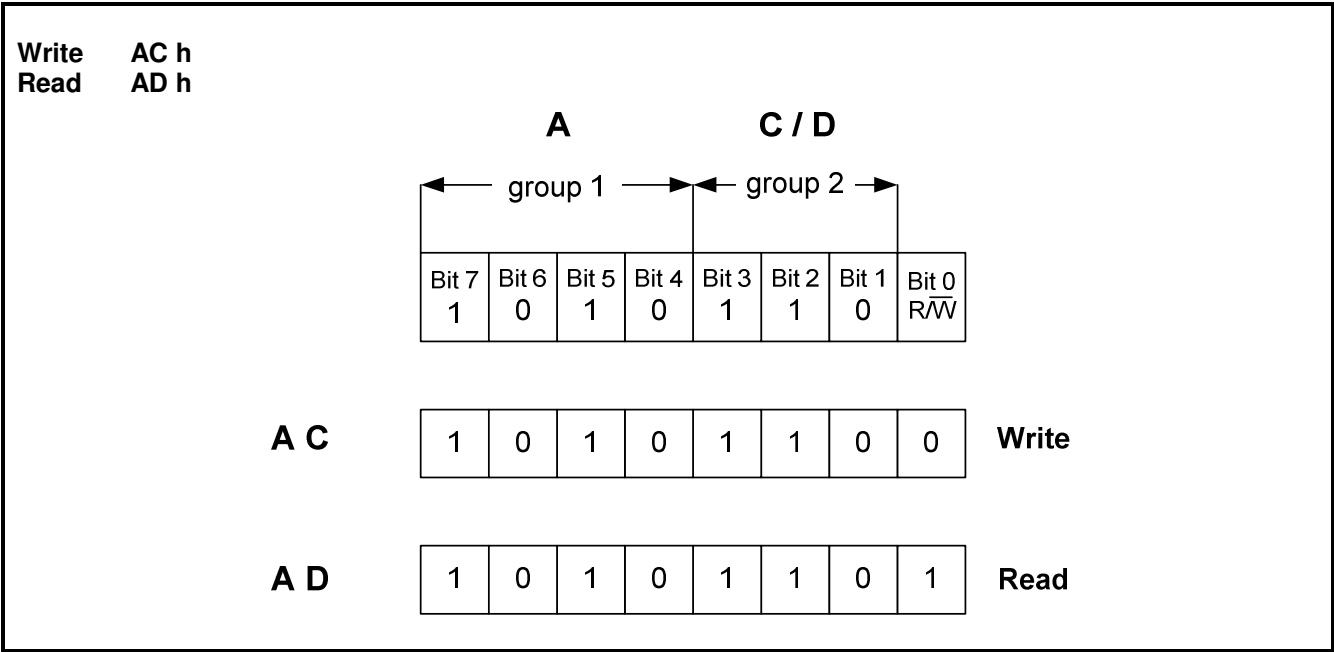 Write AC h
Read AD h
A C / D
group 1 group 2
Bit 7 Bit 6 Bit 5 Bit 4 Bit 3 Bit 2 Bit 1 Bit 0
1 0 1 0 1 1 0 R/W̅
A C 1 0 1 0 1 1 0 0 Write
A D 1 0 1 0 1 1 0 1 Read